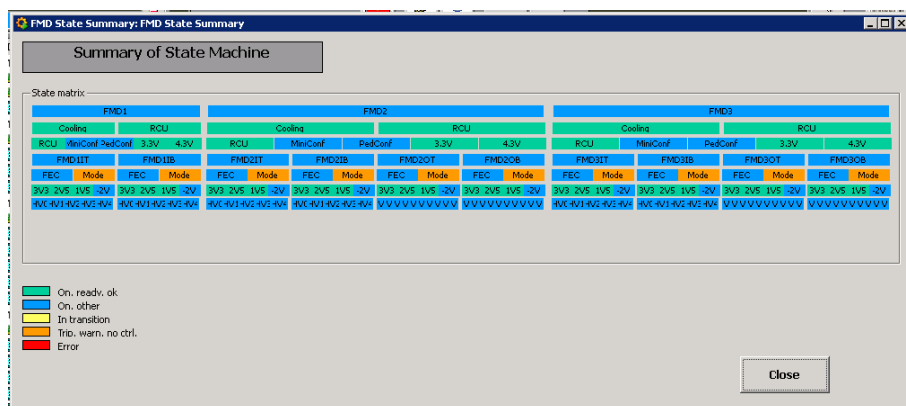 FMD State Summary: FMD State Summary
Summary of State Machine
State matrix
FMD1 FMD2 FMD3
Cooling RCU Cooling RCU Cooling RCU
RCU MiniConf PedConf 3.3V 4.3V RCU MiniConf PedConf 3.3V 4.3V RCU MiniConf PedConf 3.3V 4.3V
FMD1IT FMD1IB FMD2IT FMD2IB FMD2OT FMD2OB FMD3IT FMD3IB FMD3OT FMD3OB
FEC Mode FEC Mode FEC Mode FEC Mode FEC Mode FEC Mode FEC Mode FEC Mode FEC Mode FEC Mode
3V3 2V5 1V5 -2V 3V3 2V5 1V5 -2V 3V3 2V5 1V5 -2V 3V3 2V5 1V5 -2V 3V3 2V5 1V5 -2V 3V3 2V5 1V5 -2V 3V3 2V5 1V5 -2V 3V3 2V5 1V5 -2V 3V3 2V5 1V5 -2V 3V3 2V5 1V5 -2V
On, ready, ok
On, other
In transition
Trip, warn, no ctrl.
Error
Close